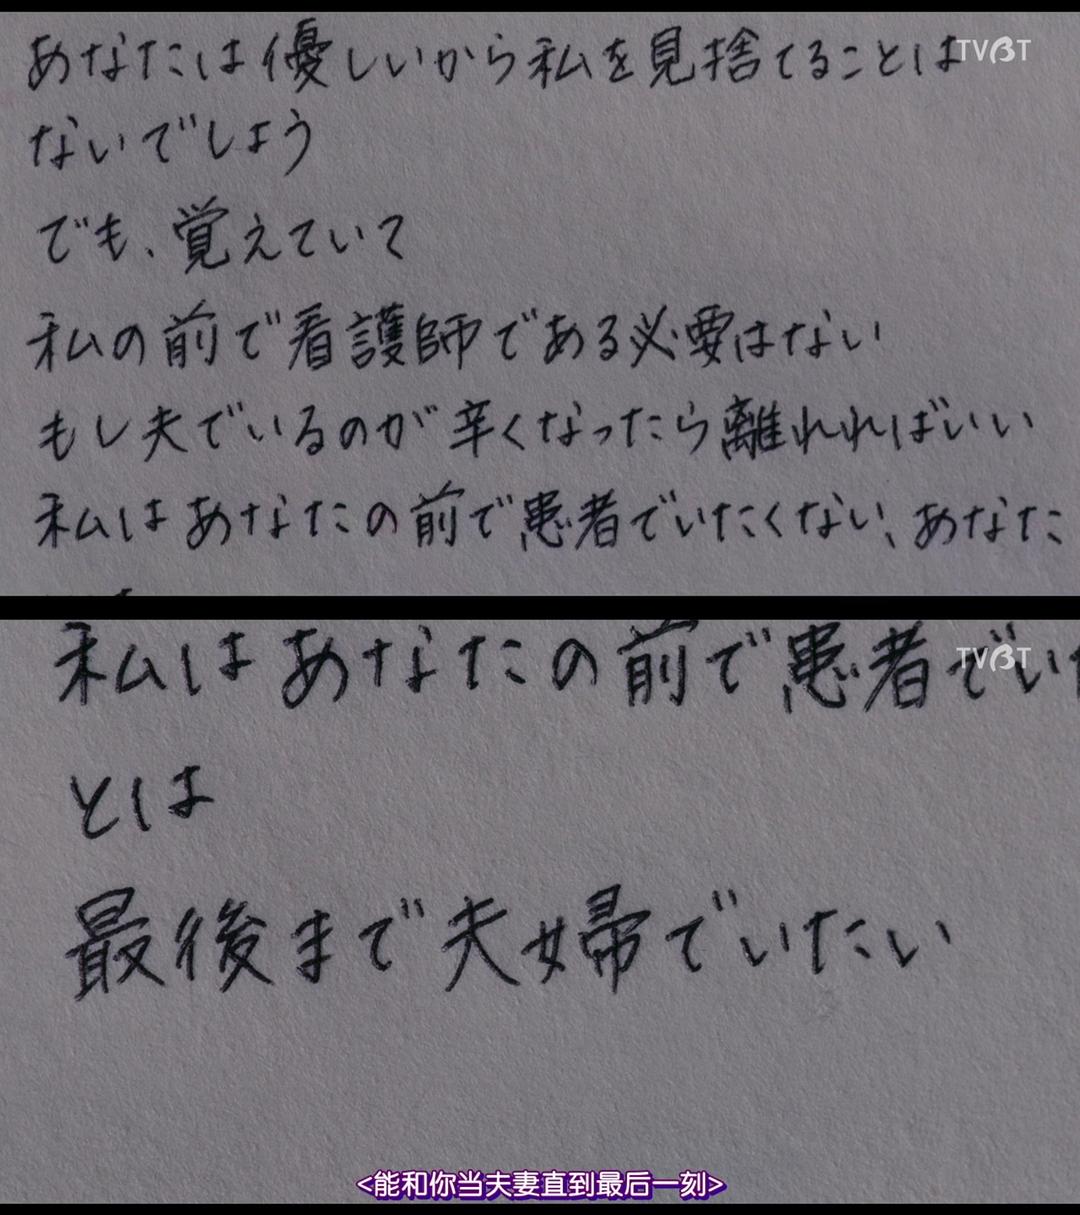 TVBT
あなたは優しいから私を見捨てることは
ないでしょう
でも、覚えていて
私の前で看護師である必要はない
もし夫でいるのが辛くなったら離れればいい
私はあなたの前で患者でいたくない、あなた
TVBT
私はあなたの前で患者でい
とは
最後まで夫婦でいたい
<能和你当夫妻直到最后一刻>